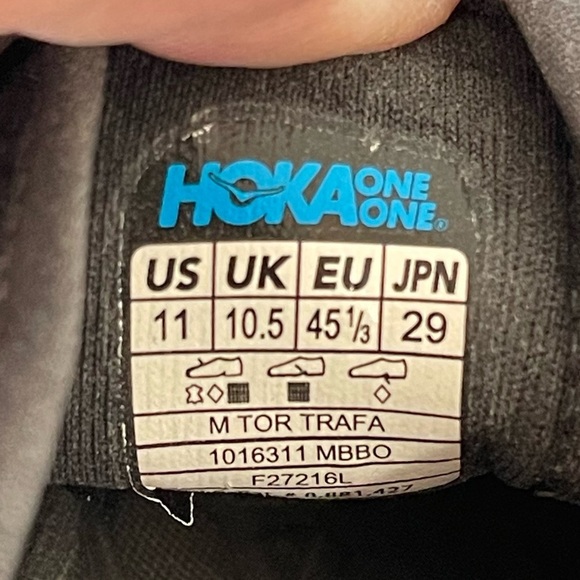 HOKA ONE ONE®
US UK EU JPN
11 10.5 45 1/3 29
M TOR TRAFA
1016311 MBBO
F27216L